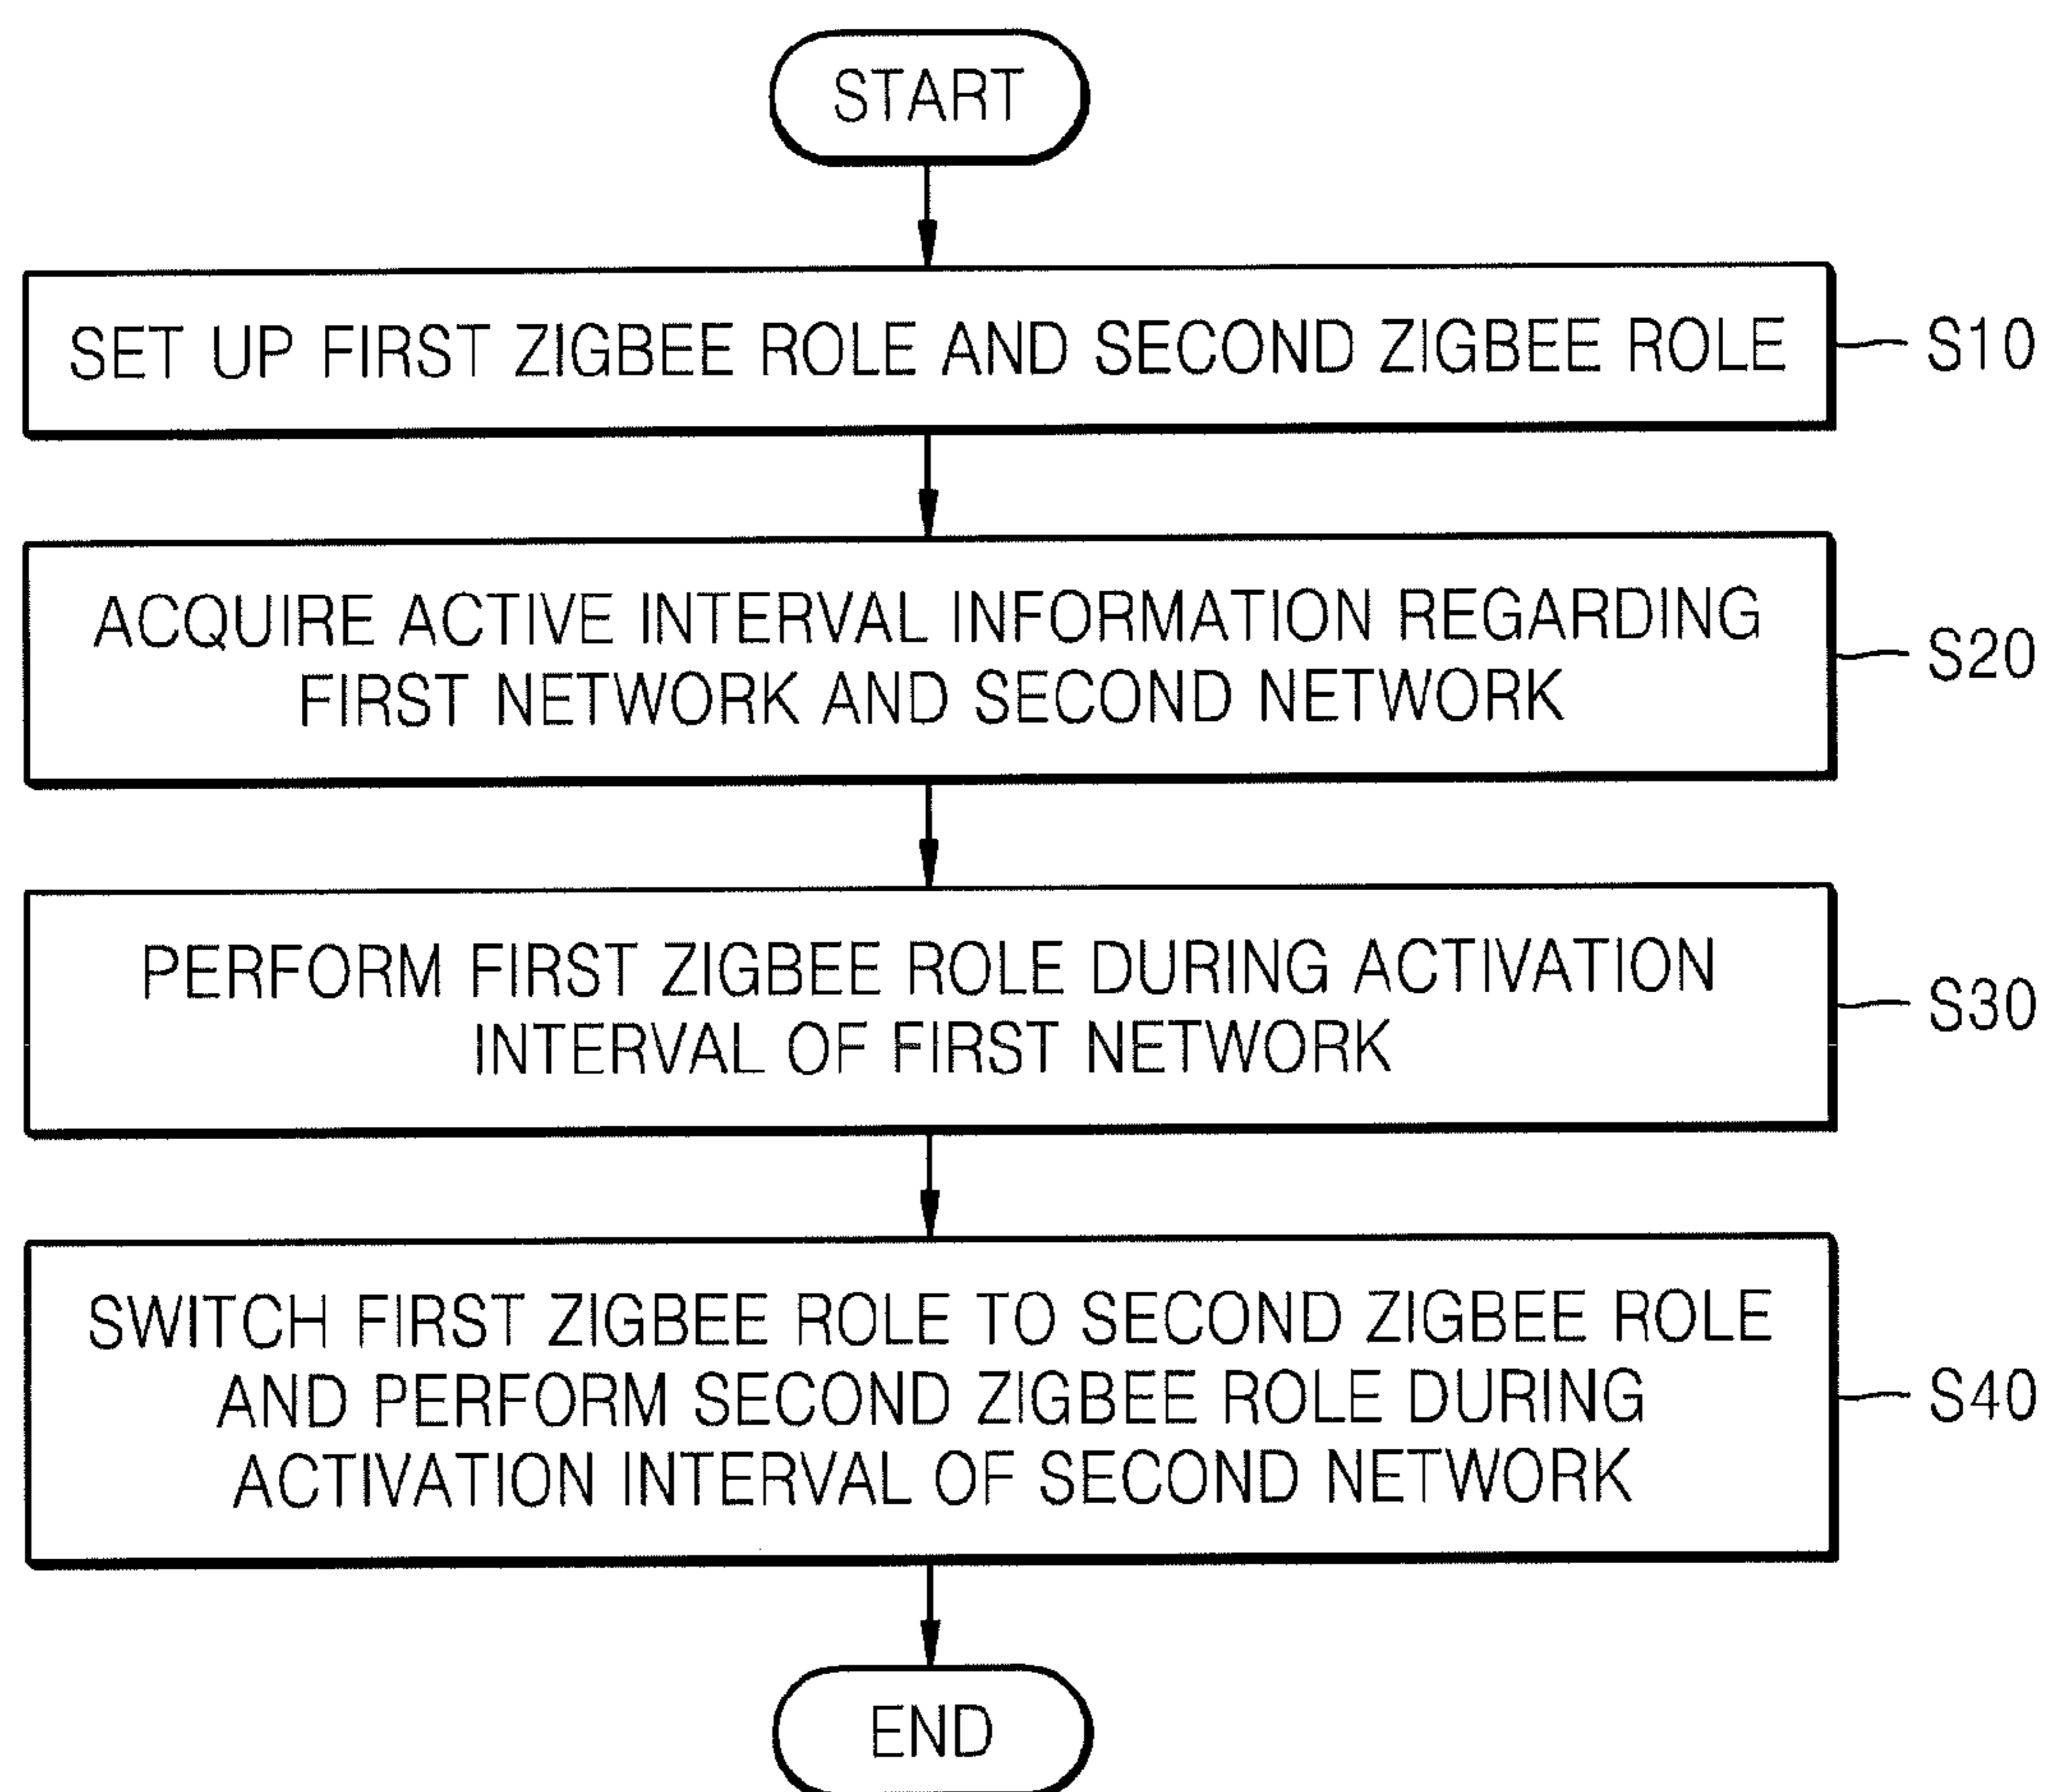 START
SET UP FIRST ZIGBEE ROLE AND SECOND ZIGBEE ROLE
S10
ACQUIRE ACTIVE INTERVAL INFORMATION REGARDING
FIRST NETWORK AND SECOND NETWORK
S20
PERFORM FIRST ZIGBEE ROLE DURING ACTIVATION
INTERVAL OF FIRST NETWORK
S30
SWITCH FIRST ZIGBEE ROLE TO SECOND ZIGBEE ROLE
AND PERFORM SECOND ZIGBEE ROLE DURING
ACTIVATION INTERVAL OF SECOND NETWORK
S40
END